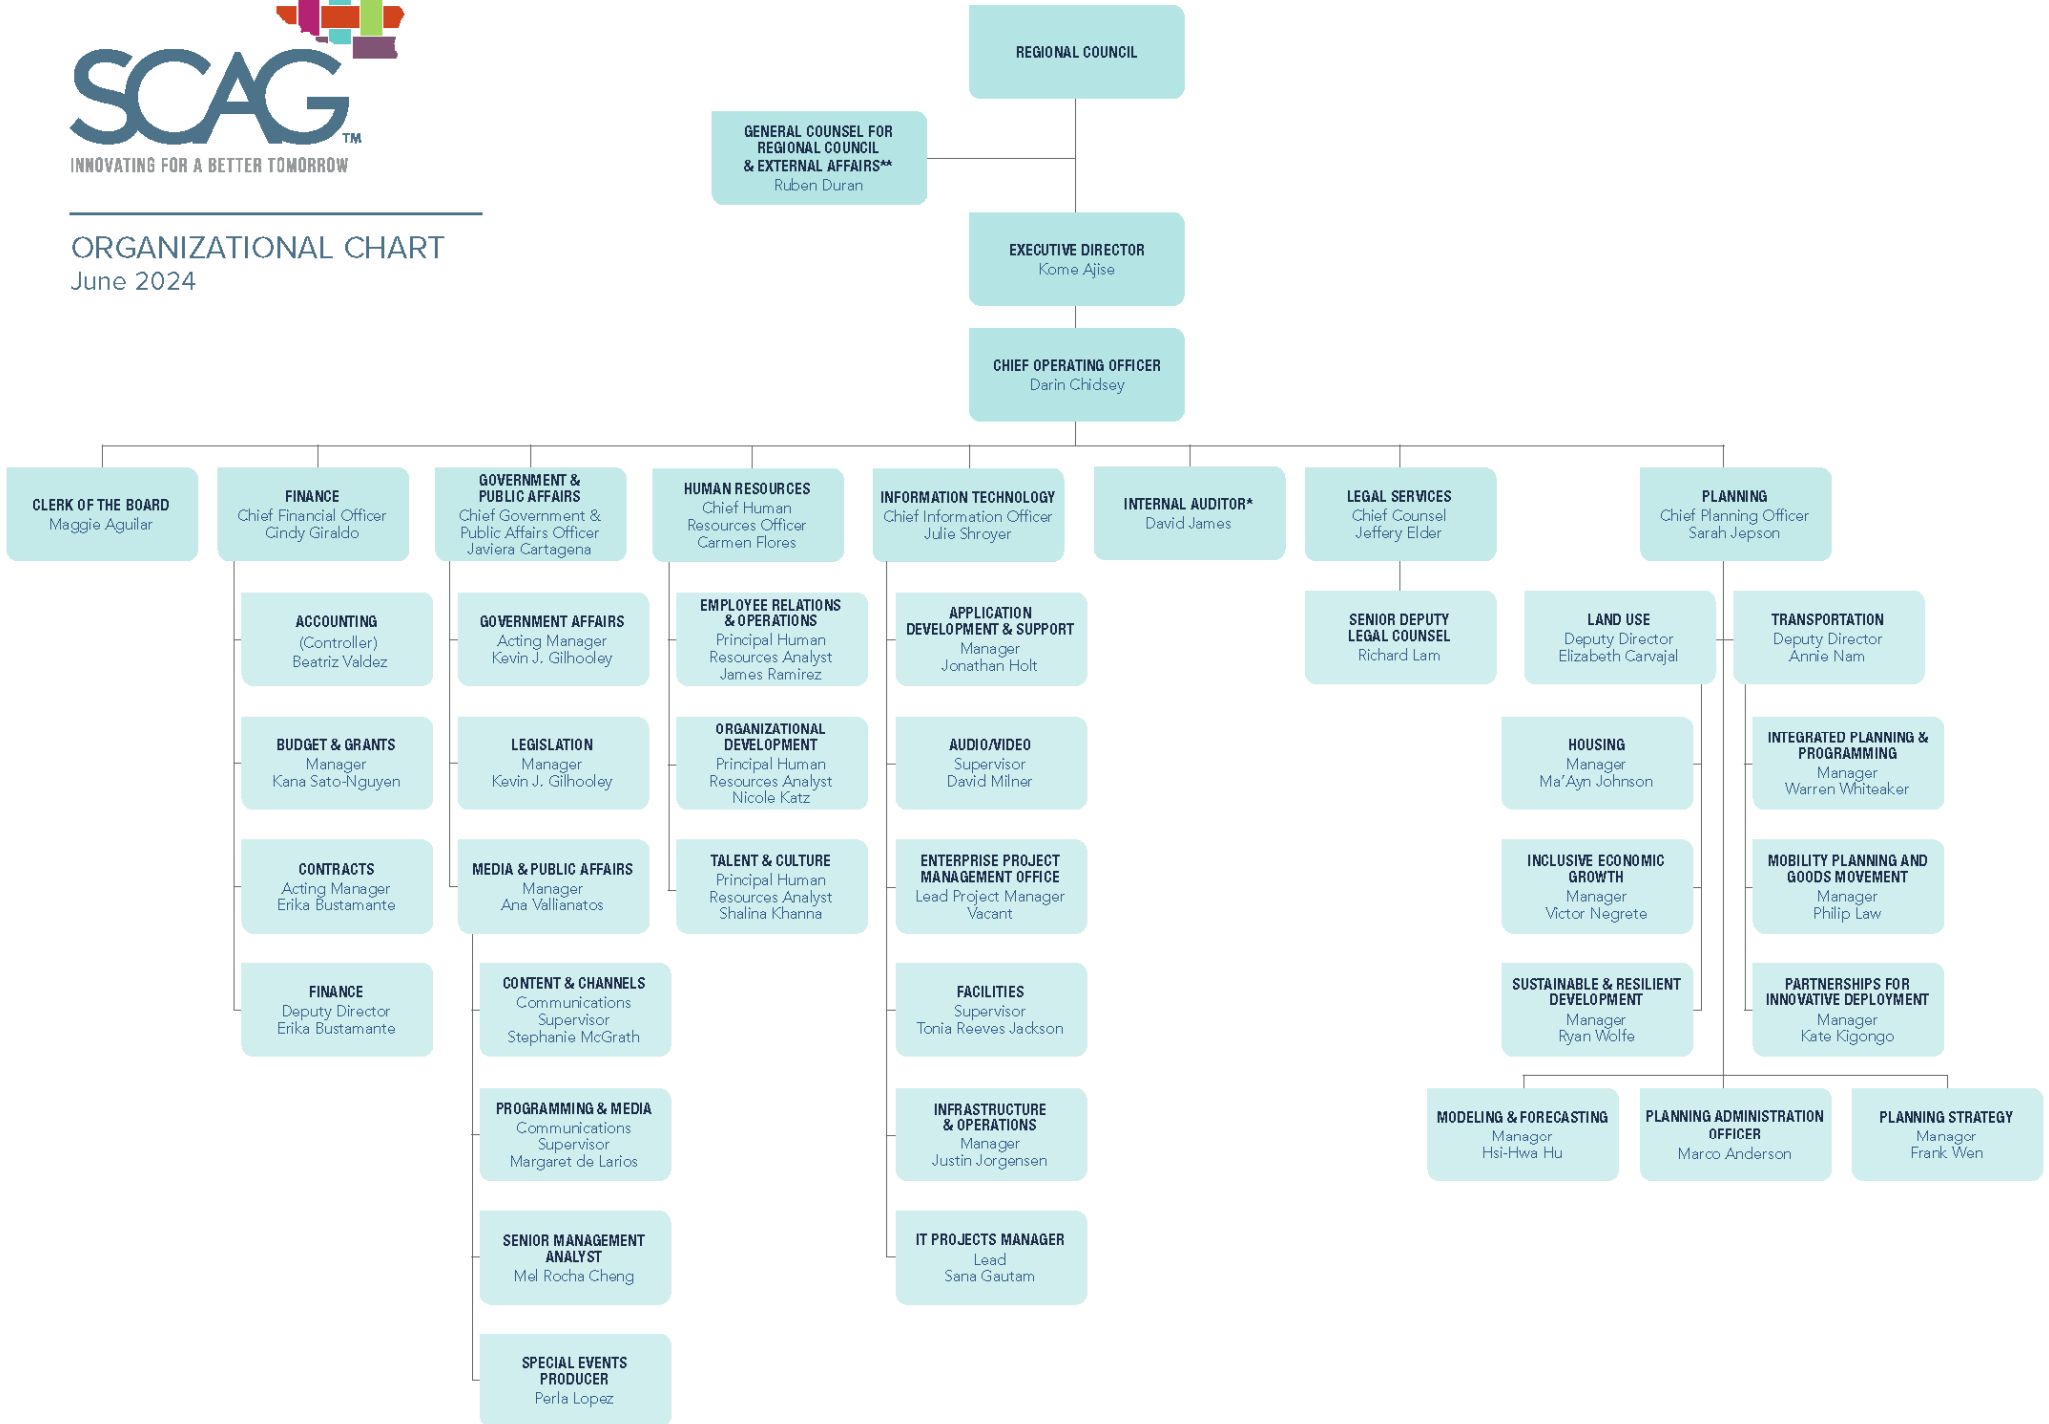 SCAG
TM
INNOVATING FOR A BETTER TOMORROW
ORGANIZATIONAL CHART
June 2024
REGIONAL COUNCIL
GENERAL COUNSEL FOR
REGIONAL COUNCIL
& EXTERNAL AFFAIRS**
Ruben Duran
EXECUTIVE DIRECTOR
Kome Ajise
CHIEF OPERATING OFFICER
Darin Chidsey
CLERK OF THE BOARD
Maggie Aguilar
FINANCE
Chief Financial Officer
Cindy Giraldo
ACCOUNTING
(Controller)
Beatriz Valdez
BUDGET & GRANTS
Manager
Kana Sato-Nguyen
CONTRACTS
Acting Manager
Erika Bustamante
FINANCE
Deputy Director
Erika Bustamante
GOVERNMENT &
PUBLIC AFFAIRS
Chief Government &
Public Affairs Officer
Javiera Cartagena
GOVERNMENT AFFAIRS
Acting Manager
Kevin J. Gilhooley
LEGISLATION
Manager
Kevin J. Gilhooley
MEDIA & PUBLIC AFFAIRS
Manager
Ana Vallianatos
CONTENT & CHANNELS
Communications
Supervisor
Stephanie McGrath
PROGRAMMING & MEDIA
Communications
Supervisor
Margaret de Larios
SENIOR MANAGEMENT
ANALYST
Mel Rocha Cheng
SPECIAL EVENTS
PRODUCER
Perla Lopez
HUMAN RESOURCES
Chief Human
Resources Officer
Carmen Flores
EMPLOYEE RELATIONS
& OPERATIONS
Principal Human
Resources Analyst
James Ramirez
ORGANIZATIONAL
DEVELOPMENT
Principal Human
Resources Analyst
Nicole Katz
TALENT & CULTURE
Principal Human
Resources Analyst
Shalina Khanna
INFORMATION TECHNOLOGY
Chief Information Officer
Julie Shroyer
APPLICATION
DEVELOPMENT & SUPPORT
Manager
Jonathan Holt
AUDIO/VIDEO
Supervisor
David Milner
ENTERPRISE PROJECT
MANAGEMENT OFFICE
Lead Project Manager
Vacant
FACILITIES
Supervisor
Tonia Reeves Jackson
INFRASTRUCTURE
& OPERATIONS
Manager
Justin Jorgensen
IT PROJECTS MANAGER
Lead
Sana Gautam
INTERNAL AUDITOR*
David James
LEGAL SERVICES
Chief Counsel
Jeffery Elder
SENIOR DEPUTY
LEGAL COUNSEL
Richard Lam
PLANNING
Chief Planning Officer
Sarah Jepson
LAND USE
Deputy Director
Elizabeth Carvajal
HOUSING
Manager
Ma'Ayn Johnson
INCLUSIVE ECONOMIC
GROWTH
Manager
Victor Negrete
SUSTAINABLE & RESILIENT
DEVELOPMENT
Manager
Ryan Wolfe
TRANSPORTATION
Deputy Director
Annie Nam
INTEGRATED PLANNING &
PROGRAMMING
Manager
Warren Whiteaker
MOBILITY PLANNING AND
GOODS MOVEMENT
Manager
Philip Law
PARTNERSHIPS FOR
INNOVATIVE DEPLOYMENT
Manager
Kate Kigongo
MODELING & FORECASTING
Manager
Hsi-Hwa Hu
PLANNING ADMINISTRATION
OFFICER
Marco Anderson
PLANNING STRATEGY
Manager
Frank Wen